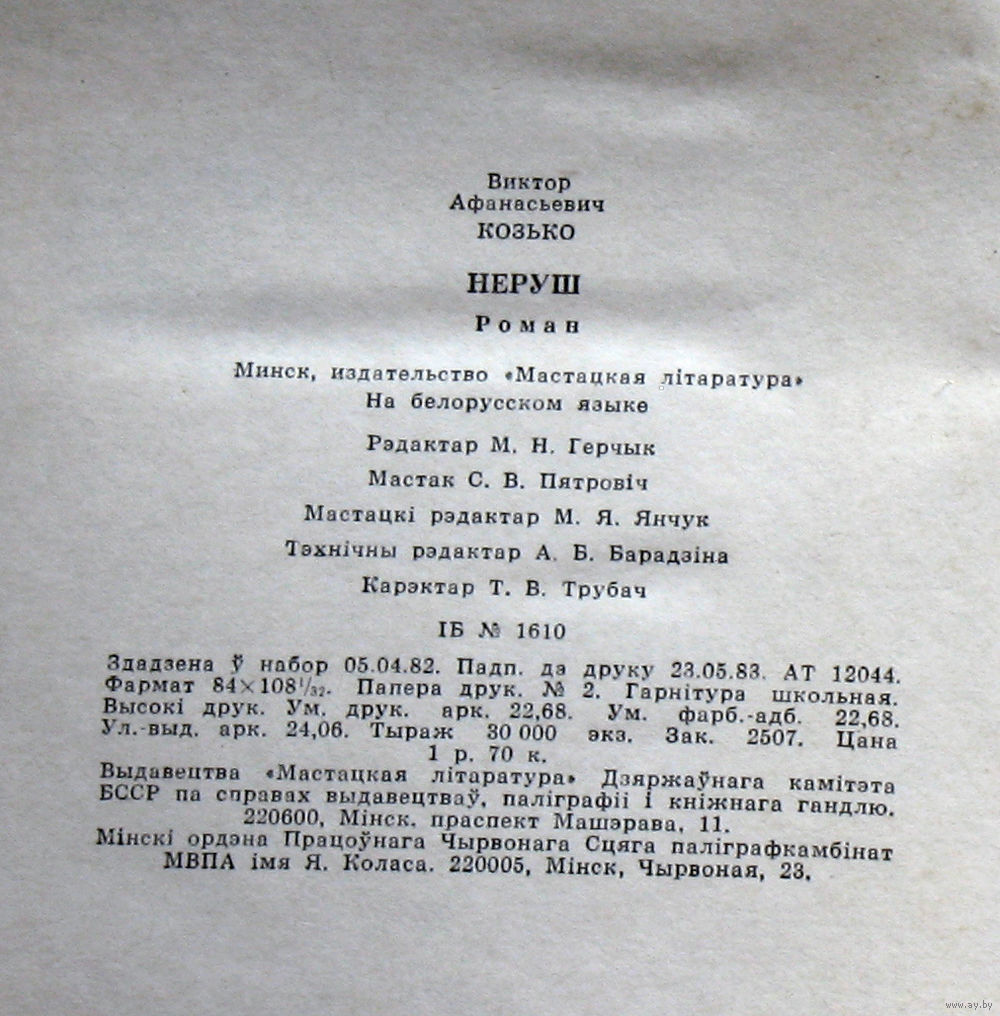 Виктор
Афанасьевич
КОЗЬКО
НЕРУШ
Роман
Минск, издательство «Мастацкая літаратура»
На белорусском языке
Рэдактар М. Н. Герчык
Мастак С. В. Пятровіч
Мастацкі рэдактар М. Я. Янчук
Тэхнічны рэдактар А. Б. Барадзіна
Карэктар Т. В. Трубач
ІБ № 1610
Здадзена ў набор 05.04.82. Падп. да друку 23.05.83. АТ 12044.
Фармат 84×108¹/₃₂. Папера друк. № 2. Гарнітура школьная.
Высокі друк. Ум. друк. арк. 22,68. Ум. фарб.-адб. 22,68.
Ул.-выд. арк. 24,06. Тыраж 30 000 экз. Зак. 2507. Цана
1 р. 70 к.
Выдавецтва «Мастацкая літаратура» Дзяржаўнага камітэта
БССР па справах выдавецтваў, паліграфіі і кніжнага гандлю.
220600, Мінск, праспект Машэрава, 11.
Мінскі ордэна Працоўнага Чырвонага Сцяга паліграфкамбінат
МВПА імя Я. Коласа. 220005, Мінск, Чырвоная, 23.
www.ay.by